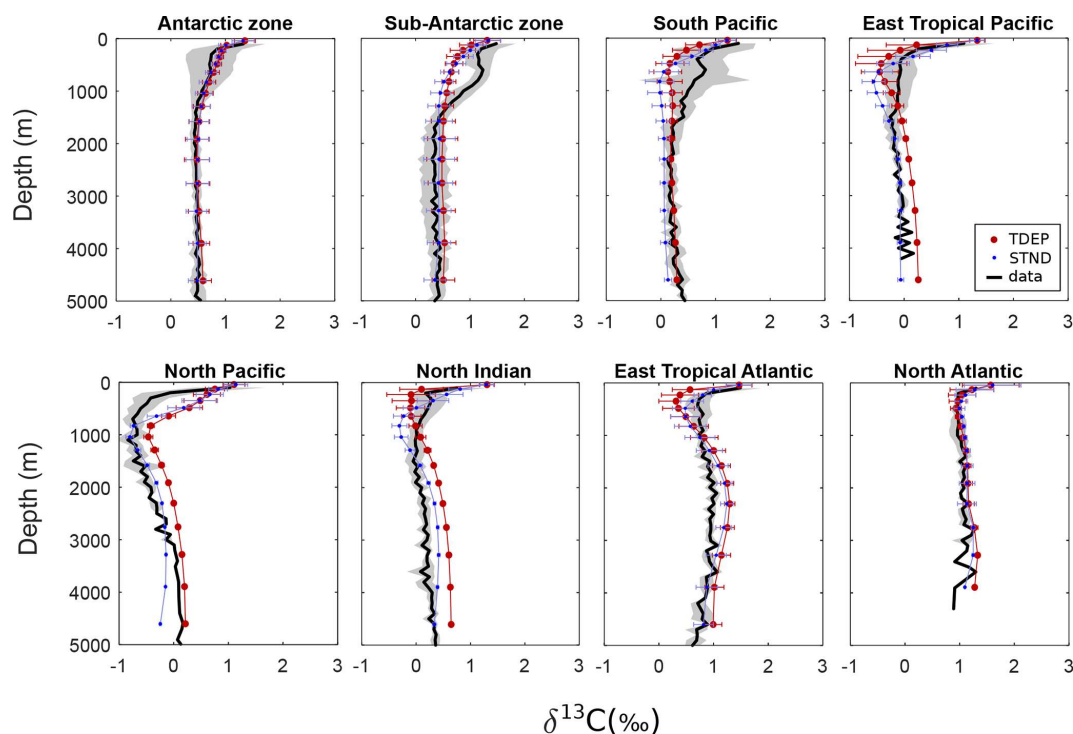 Antarctic zone
Sub-Antarctic zone
South Pacific
East Tropical Pacific
Depth (m)
0
1000
2000
3000
4000
5000
-1 0 1 2 3
-1 0 1 2 3
-1 0 1 2 3
-1 0 1 2 3
TDEP
STND
data
North Pacific
North Indian
East Tropical Atlantic
North Atlantic
Depth (m)
0
1000
2000
3000
4000
5000
-1 0 1 2 3
-1 0 1 2 3
-1 0 1 2 3
-1 0 1 2 3
δ¹³C(‰)